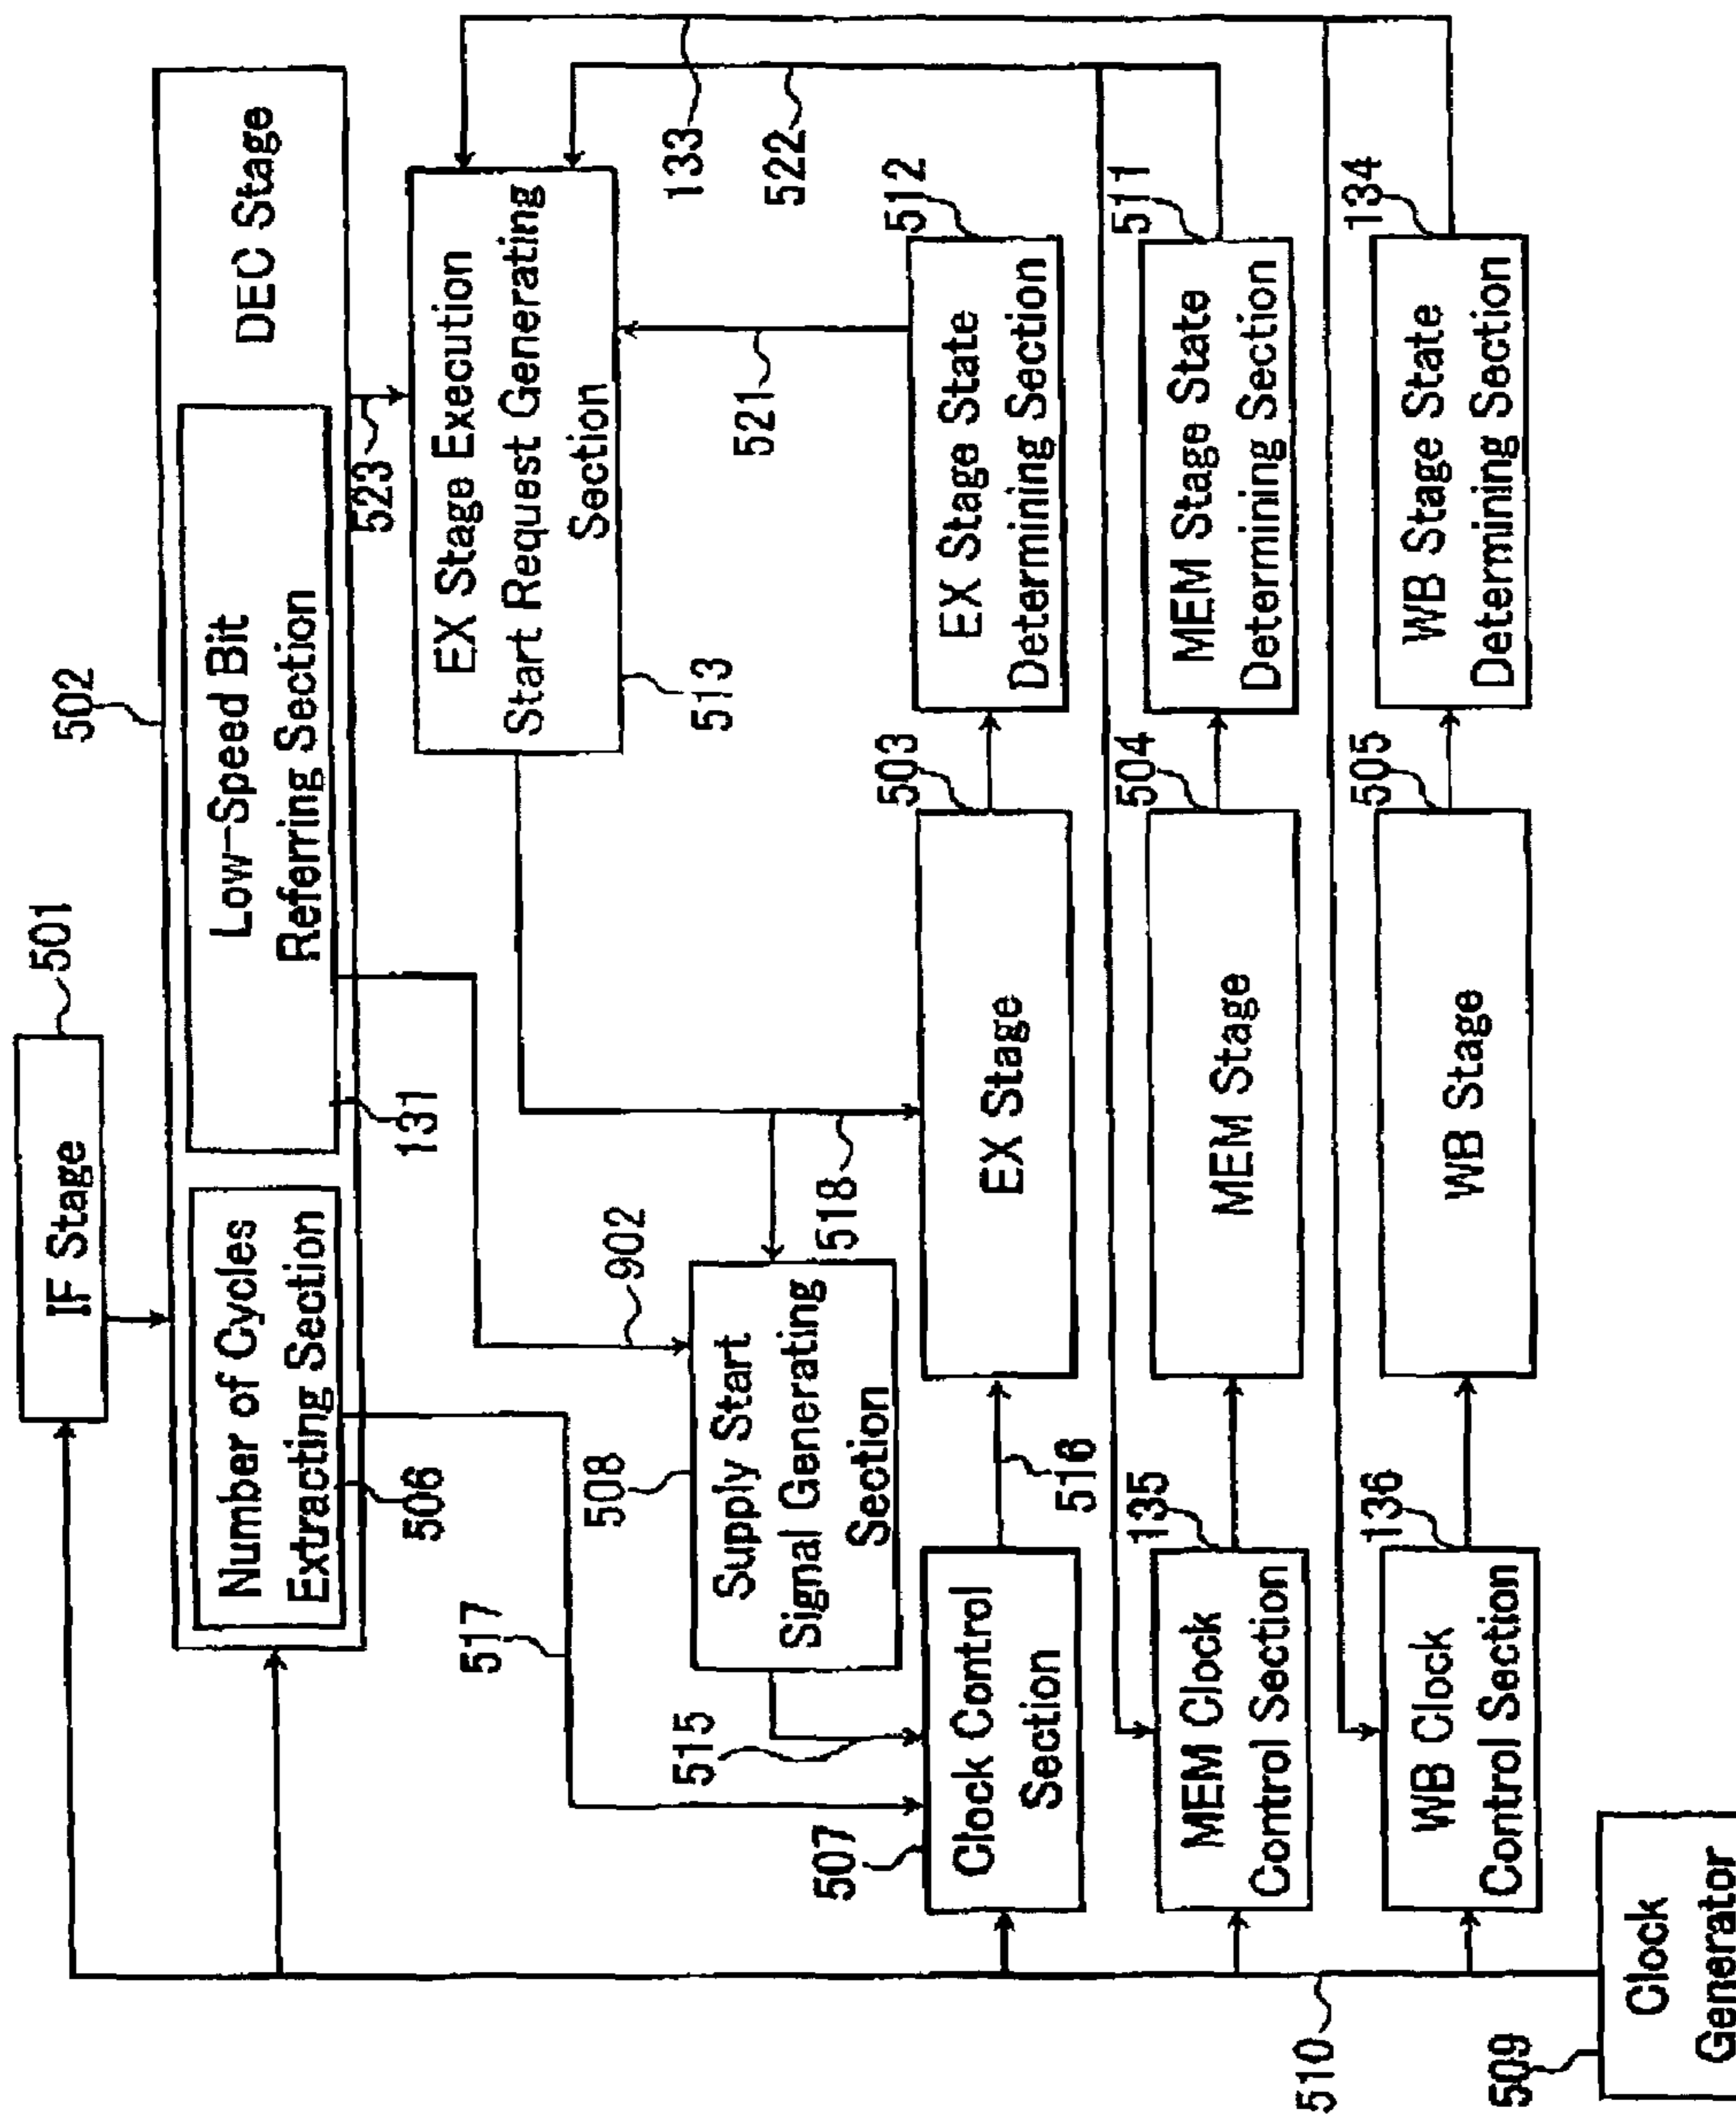 IF Stage
501
502
Number of Cycles
Extracting Section
506
Low-Speed Bit
Referring Section
131
DEC Stage
523
517
902
EX Stage Execution
Start Request Generating
Section
513
133
522
508
Supply Start
Signal Generating
Section
518
521
515
507
Clock Control
Section
516
EX Stage
503
EX Stage State
Determining Section
512
135
MEM Clock
Control Section
MEM Stage
504
MEM Stage State
Determining Section
511
136
WB Clock
Control Section
WB Stage
505
WB Stage State
Determining Section
134
510
509
Clock
Generator